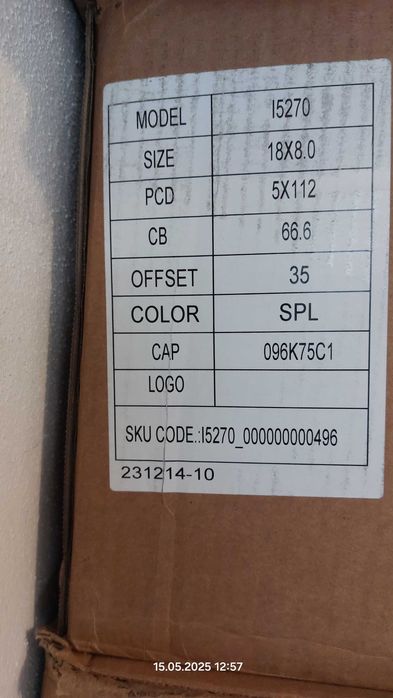 MODEL I5270
SIZE 18X8.0
PCD 5X112
CB 66.6
OFFSET 35
COLOR SPL
CAP 096K75C1
LOGO
SKU CODE.:I5270_000000000496
231214-10
15.05.2025 12:57